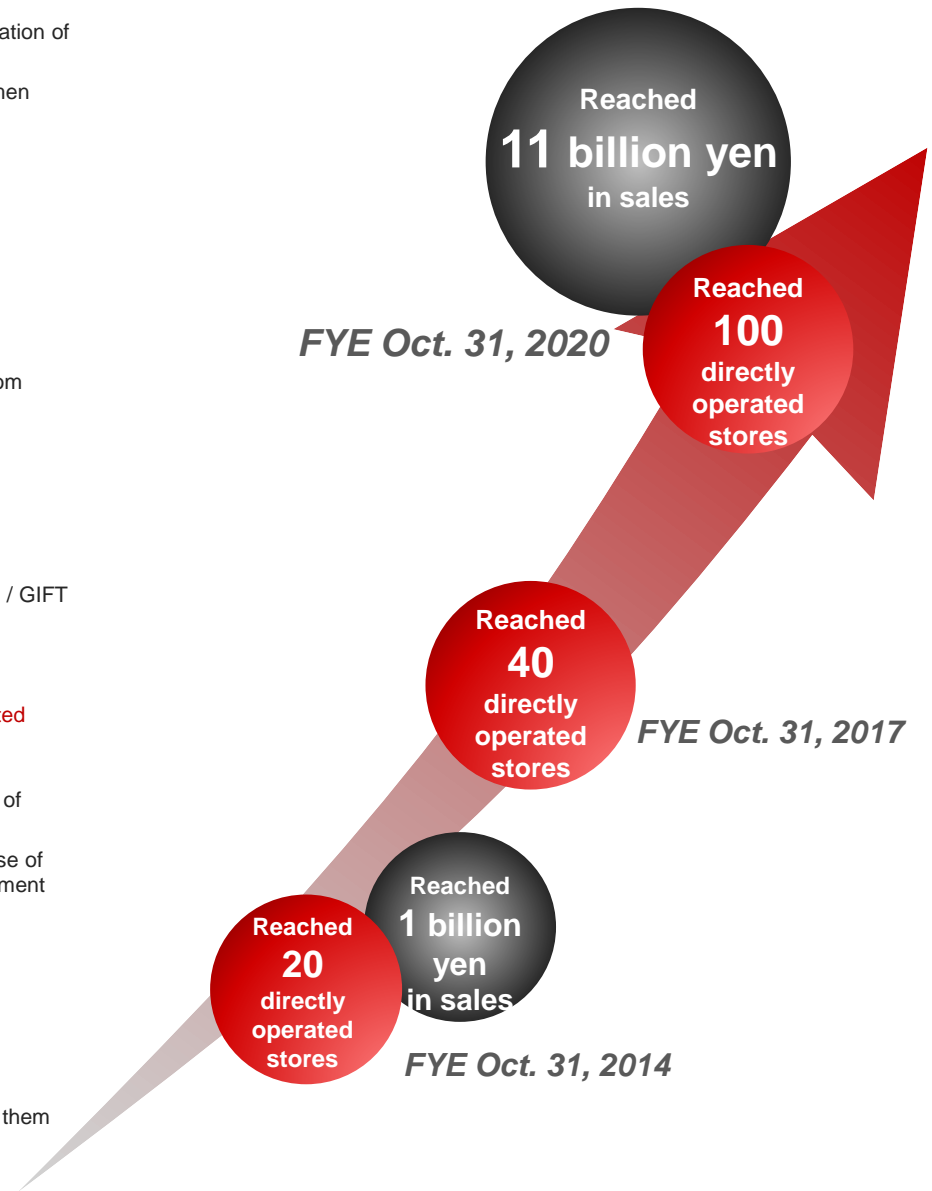 ation of
nen
om
/ GIFT
ted
of
se of
ment
them
Reached
11 billion yen
in sales
FYE Oct. 31, 2020
Reached
100
directly
operated
stores
Reached
40
directly
operated
stores
FYE Oct. 31, 2017
Reached
20
directly
operated
stores
Reached
1 billion
yen
in sales
FYE Oct. 31, 2014